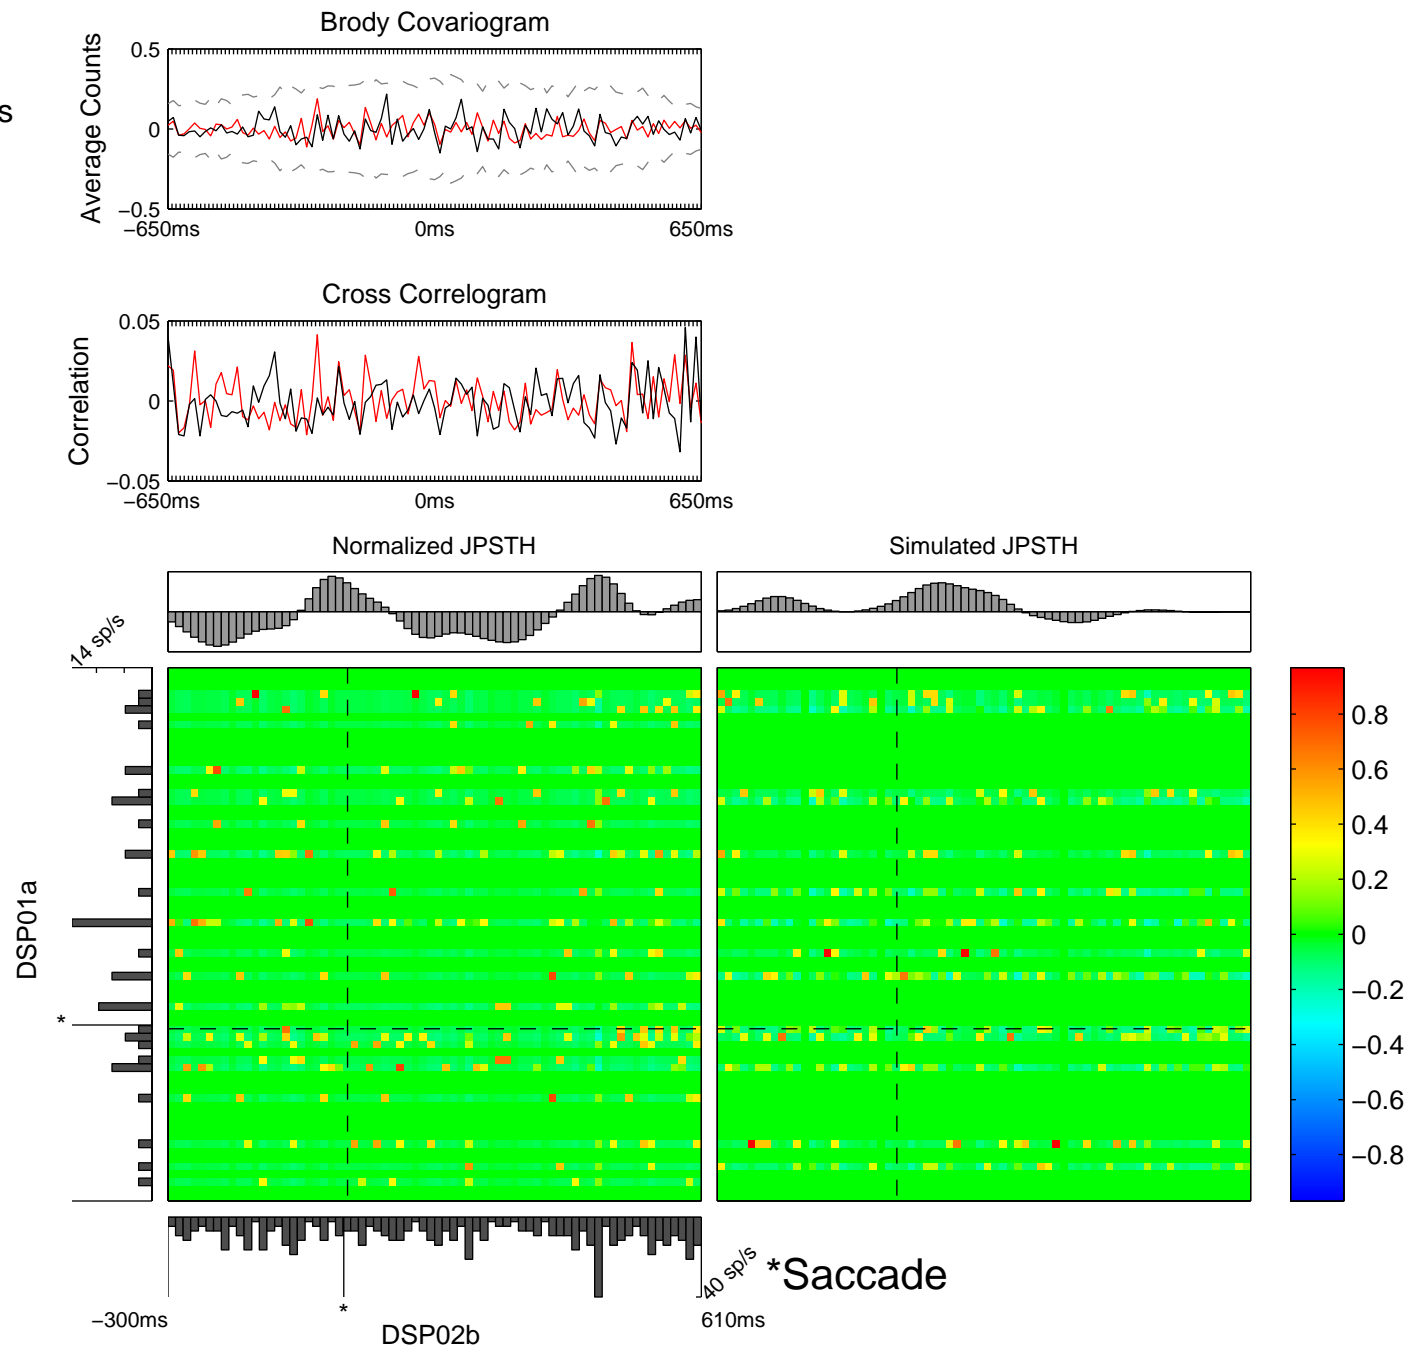 Brody Covariogram
s
Average Counts
0.5
0
−0.5
−650ms 0ms 650ms
Cross Correlogram
Correlation
0.05
0
−0.05
−650ms 0ms 650ms
Normalized JPSTH Simulated JPSTH
14 sp/s
DSP01a
*
0.8
0.6
0.4
0.2
0
−0.2
−0.4
−0.6
−0.8
40 sp/s
*Saccade
*
−300ms 610ms
DSP02b